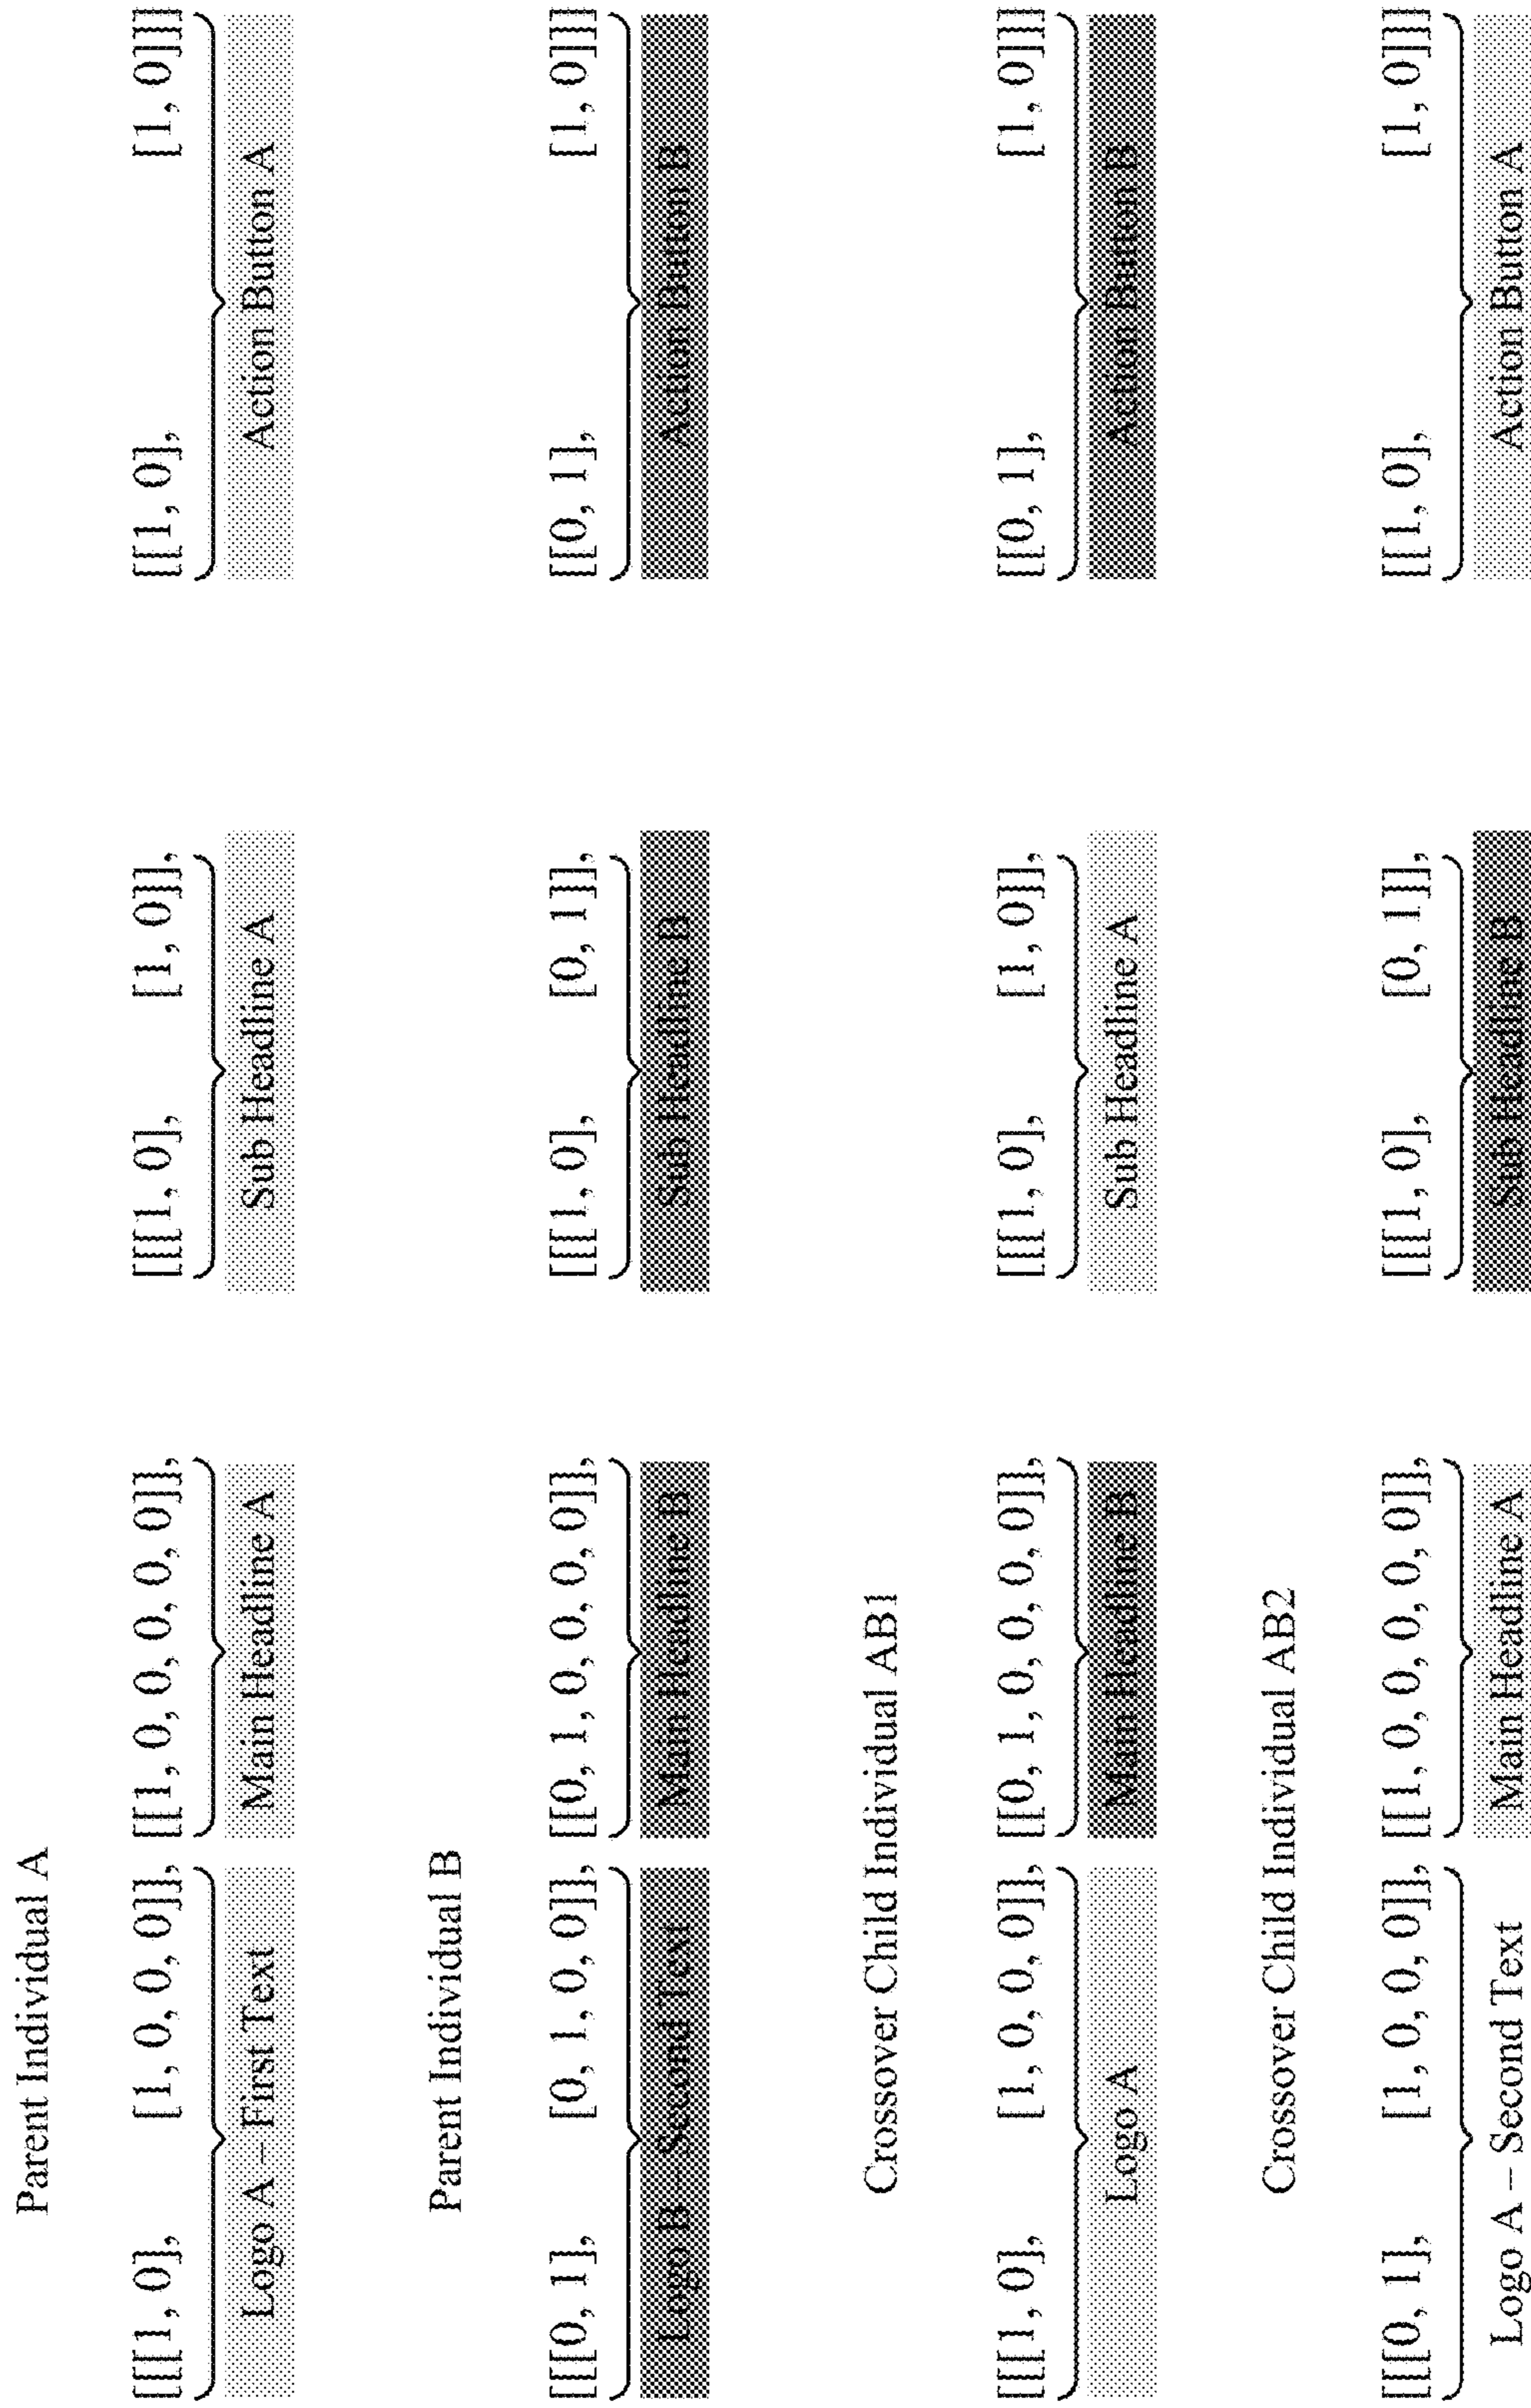 Parent Individual A
[[[[1, 0], [1, 0, 0, 0]], [[1, 0, 0, 0, 0, 0]], [[[1, 0], [1, 0]], [[1, 0], [1, 0]]]]
Logo A – First Text Main Headline A Sub Headline A Action Button A
Parent Individual B
[[[[0, 1], [0, 1, 0, 0]], [[0, 1, 0, 0, 0, 0]], [[[1, 0], [0, 1]], [[0, 1], [1, 0]]]]
Logo B – Second Text Main Headline B Sub Headline B Action Button B
Crossover Child Individual AB1
[[[[1, 0], [1, 0, 0, 0]], [[0, 1, 0, 0, 0, 0]], [[[1, 0], [1, 0]], [[0, 1], [1, 0]]]]
Logo A Main Headline B Sub Headline A Action Button B
Crossover Child Individual AB2
[[[[0, 1], [1, 0, 0, 0]], [[1, 0, 0, 0, 0, 0]], [[[1, 0], [0, 1]], [[1, 0], [1, 0]]]]
Logo A – Second Text Main Headline A Sub Headline B Action Button A